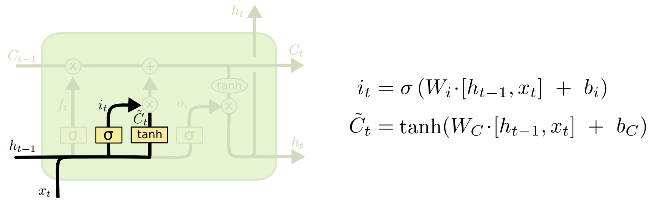 h_t
C_{t-1}
C_t
x
+
tanh
f_t
i_t
C̃_t
x
o_t
x
σ
σ
tanh
σ
h_{t-1}
h_t
x_t
i_t = σ (W_i·[h_{t-1}, x_t] + b_i)
C̃_t = tanh(W_C·[h_{t-1}, x_t] + b_C)